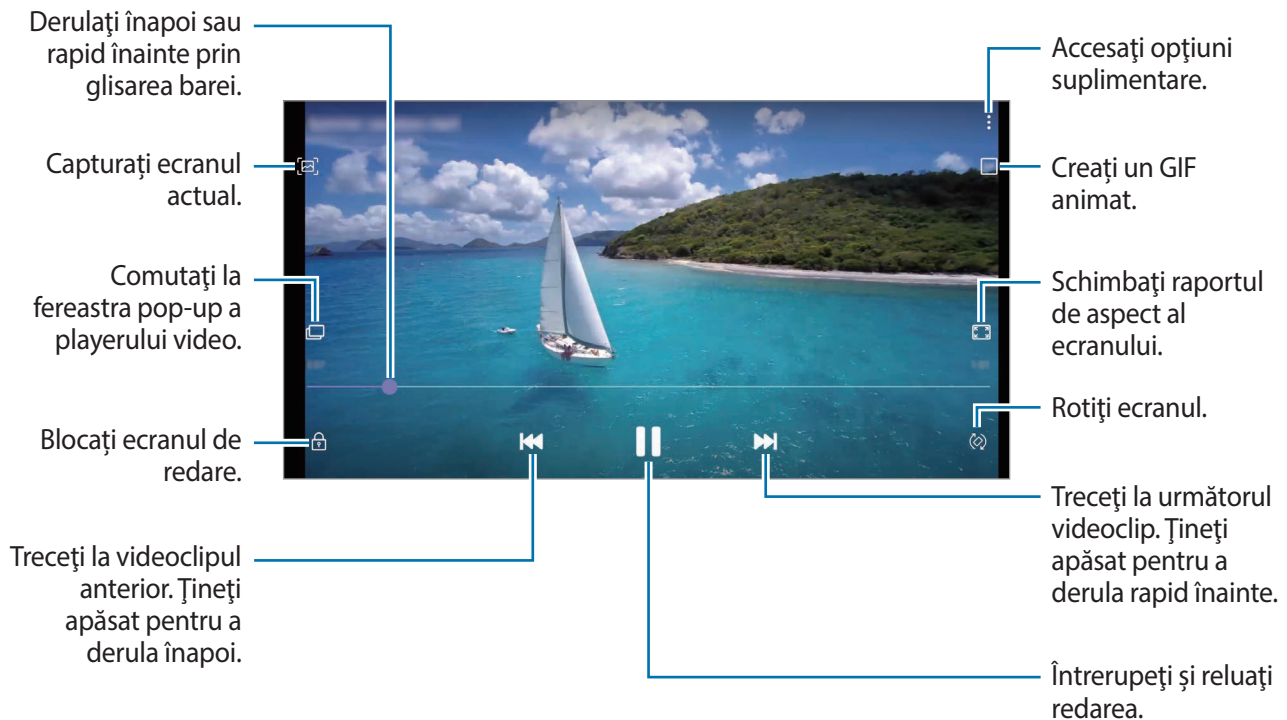 Derulaţi înapoi sau
rapid înainte prin
glisarea barei.
Capturați ecranul
actual.
Comutaţi la
fereastra pop-up a
playerului video.
Blocați ecranul de
redare.
Treceţi la videoclipul
anterior. Ţineţi
apăsat pentru a
derula înapoi.
Accesaţi opţiuni
suplimentare.
Creați un GIF
animat.
Schimbaţi raportul
de aspect al
ecranului.
Rotiţi ecranul.
Treceţi la următorul
videoclip. Ţineţi
apăsat pentru a
derula rapid înainte.
Întrerupeţi și reluaţi
redarea.